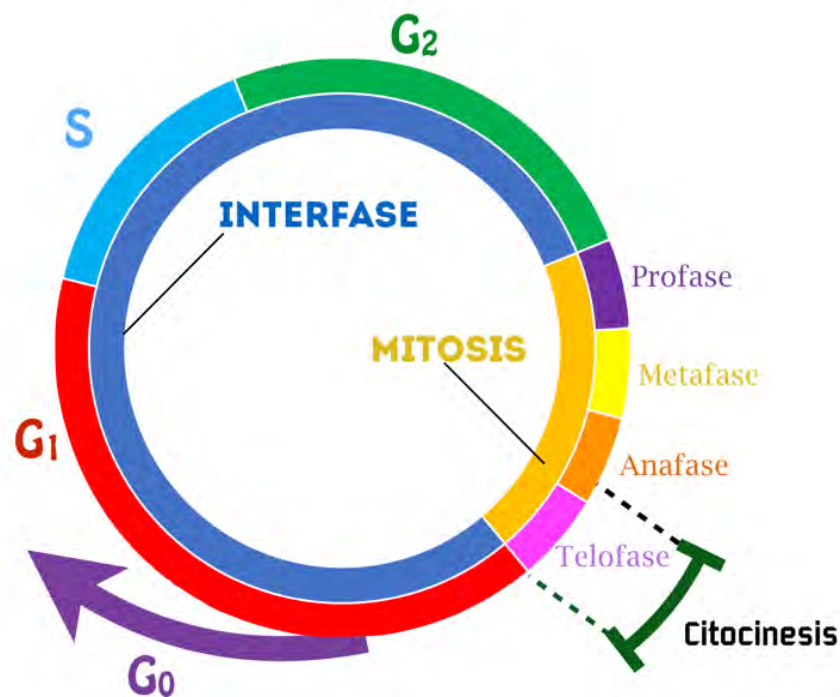 G2
S
INTERFASE
Profase
MITOSIS
Metafase
G1
Anafase
Telofase
Citocinesis
G0